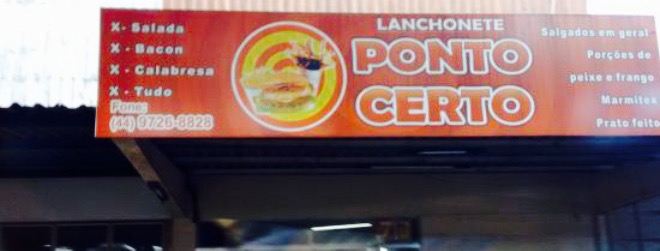 X- Salada
X - Bacon
X - Calabresa
X - Tudo
Fone:
(44) 9726-8828
LANCHONETE
PONTO
CERTO
Salgados em geral
Porções de
peixe e frango
Marmitex
Prato feito